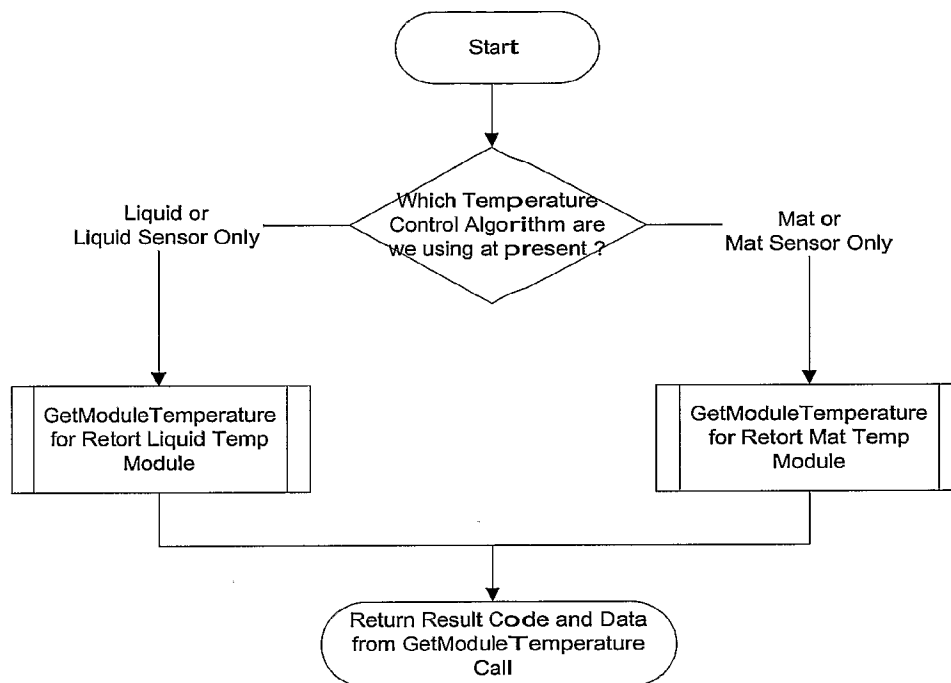 Start
Which Temperature
Control Algorithm are
we using at present ?
Liquid or
Liquid Sensor Only
Mat or
Mat Sensor Only
GetModuleTemperature
for Retort Liquid Temp
Module
GetModuleTemperature
for Retort Mat Temp
Module
Return Result Code and Data
from GetModuleTemperature
Call